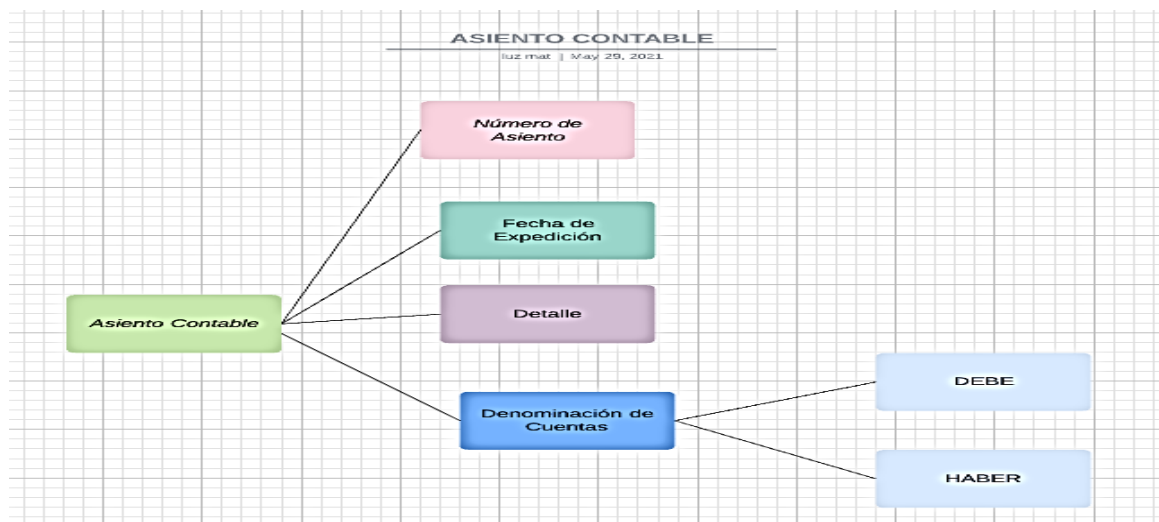 ASIENTO CONTABLE
luz mat | May 29, 2021
Número de
Asiento
Fecha de
Expedición
Asiento Contable
Detalle
Denominación de
Cuentas
DEBE
HABER